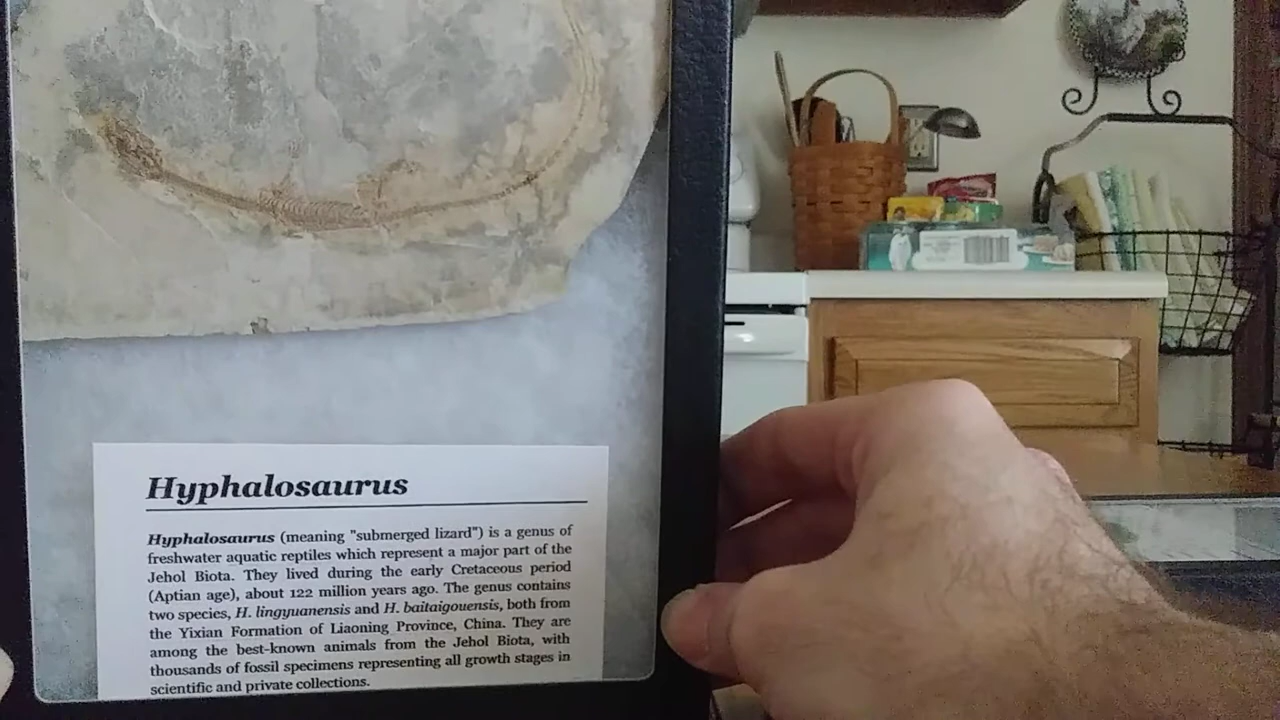 Hyphalosaurus
Hyphalosaurus (meaning "submerged lizard") is a genus of
freshwater aquatic reptiles which represent a major part of the
Jehol Biota. They lived during the early Cretaceous period
(Aptian age), about 122 million years ago. The genus contains
two species, H. lingyuanensis and H. baitaigouensis, both from
the Yixian Formation of Liaoning Province, China. They are
among the best-known animals from the Jehol Biota, with
thousands of fossil specimens representing all growth stages in
scientific and private collections.